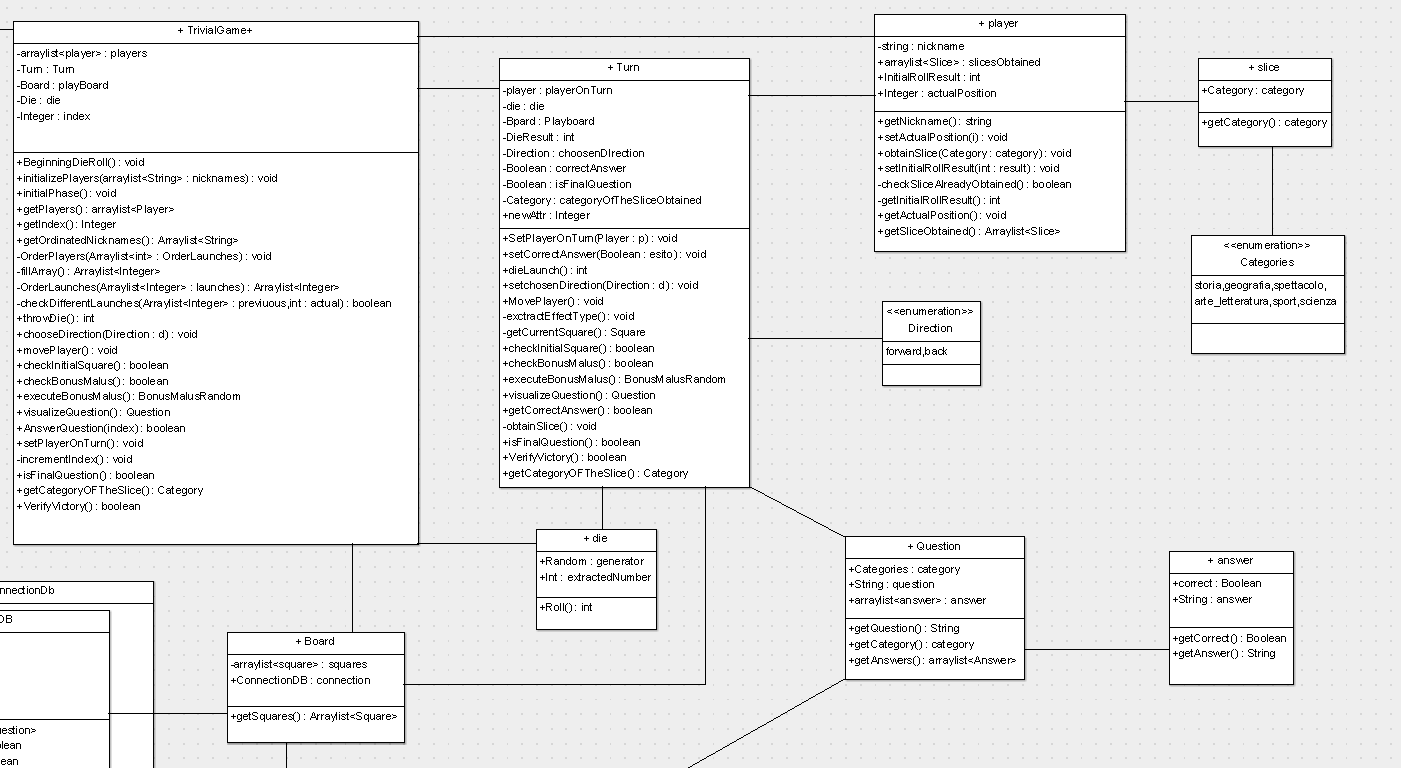 + TrivialGame+
-arraylist<player> : players
-Turn : Turn
-Board : playBoard
-Die : die
-Integer : index
+BeginningDieRoll() : void
+initializePlayers(arraylist<String> : nicknames) : void
+initialPhase() : void
+getPlayers() : arraylist<Player>
+getIndex() : Integer
+getOrdinatedNicknames() : Arraylist<String>
-OrderPlayers(Arraylist<int> : OrderLaunches) : void
-fillArray() : Arraylist<Integer>
-OrderLaunches(Arraylist<Integer> : launches) : Arraylist<Integer>
-checkDifferentLaunches(Arraylist<Integer> : previuous,int : actual) : boolean
+throwDie() : int
+chooseDirection(Direction : d) : void
+movePlayer() : void
+checkInitialSquare() : boolean
+checkBonusMalus() : boolean
+executeBonusMalus() : BonusMalusRandom
+visualizeQuestion() : Question
+AnswerQuestion(index) : boolean
+setPlayerOnTurn() : void
-incrementIndex() : void
+isFinalQuestion() : boolean
+getCategoryOFTheSlice() : Category
+VerifyVictory() : boolean
+ Turn
-player : playerOnTurn
-die : die
-Bpard : Playboard
-DieResult : int
-Direction : choosenDIrection
-Boolean : correctAnswer
-Boolean : isFinalQuestion
-Category : categoryOfTheSliceObtained
+newAttr : Integer
+SetPlayerOnTurn(Player : p) : void
+setCorrectAnswer(Boolean : esito) : void
+dieLaunch() : int
+setchosenDirection(Direction : d) : void
+MovePlayer() : void
-exctractEffectType() : void
-getCurrentSquare() : Square
+checkInitialSquare() : boolean
+checkBonusMalus() : boolean
+executeBonusMalus() : BonusMalusRandom
+visualizeQuestion() : Question
+getCorrectAnswer() : boolean
-obtainSlice() : void
+isFinalQuestion() : boolean
+VerifyVictory() : boolean
+getCategoryOFTheSlice() : Category
+ player
-string : nickname
+arraylist<Slice> : slicesObtained
+InitialRollResult : int
+Integer : actualPosition
+getNickname() : string
+setActualPosition(i) : void
+obtainSlice(Category : category) : void
+setInitialRollResult(int : result) : void
-checkSliceAlreadyObtained() : boolean
-getInitialRollResult() : int
+getActualPosition() : void
+getSliceObtained() : Arraylist<Slice>
+ slice
+Category : category
+getCategory() : category
<<enumeration>>
Categories
storia,geografia,spettacolo,
arte_letteratura,sport,scienza
<<enumeration>>
Direction
forward,back
+ die
+Random : generator
+Int : extractedNumber
+Roll() : int
+ Question
+Categories : category
+String : question
+arraylist<answer> : answer
+getQuestion() : String
+getCategory() : category
+getAnswers() : arraylist<Answer>
+ answer
+correct : Boolean
+String : answer
+getCorrect() : Boolean
+getAnswer() : String
nnectionDb
DB
uestion>
olean
ean
+ Board
-arraylist<square> : squares
+ConnectionDB : connection
+getSquares() : Arraylist<Square>